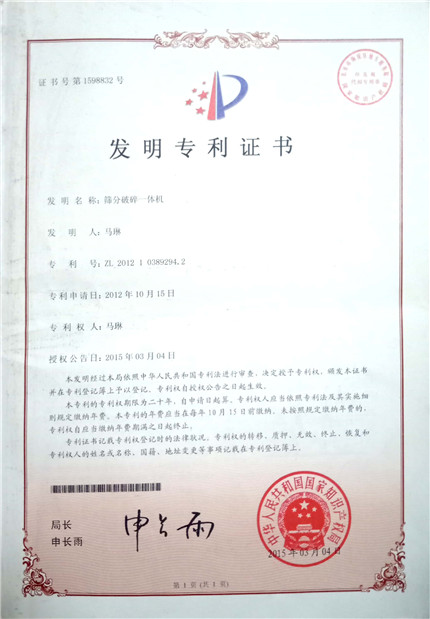 证书号第1598832号
发明专利证书
发明名称：筛分破碎一体机
发明人：马琳
专利号：ZL 2012 1 0389294.2
专利申请日：2012年10月15日
专利权人：马琳
授权公告日：2015年03月04日
本发明经过本局依照中华人民共和国专利法进行审查，决定授予专利权，颁发本证书
并在专利登记簿上予以登记。专利权自授权公告之日起生效。
本专利的专利权期限为二十年，自申请日起算。专利权人应当依照专利法及其实施细
则规定缴纳年费。本专利的年费应当在每年10月15日前缴纳。未按照规定缴纳年费的，
专利权自应当缴纳年费期满之日起终止。
专利证书记载专利权登记时的法律状况。专利权的转移、质押、无效、终止、恢复和
专利权人的姓名或名称、国籍、地址变更等事项记载在专利登记簿上。
局长
申长雨
申长雨
中华人民共和国国家知识产权局
2015年03月04日
第1页（共1页）